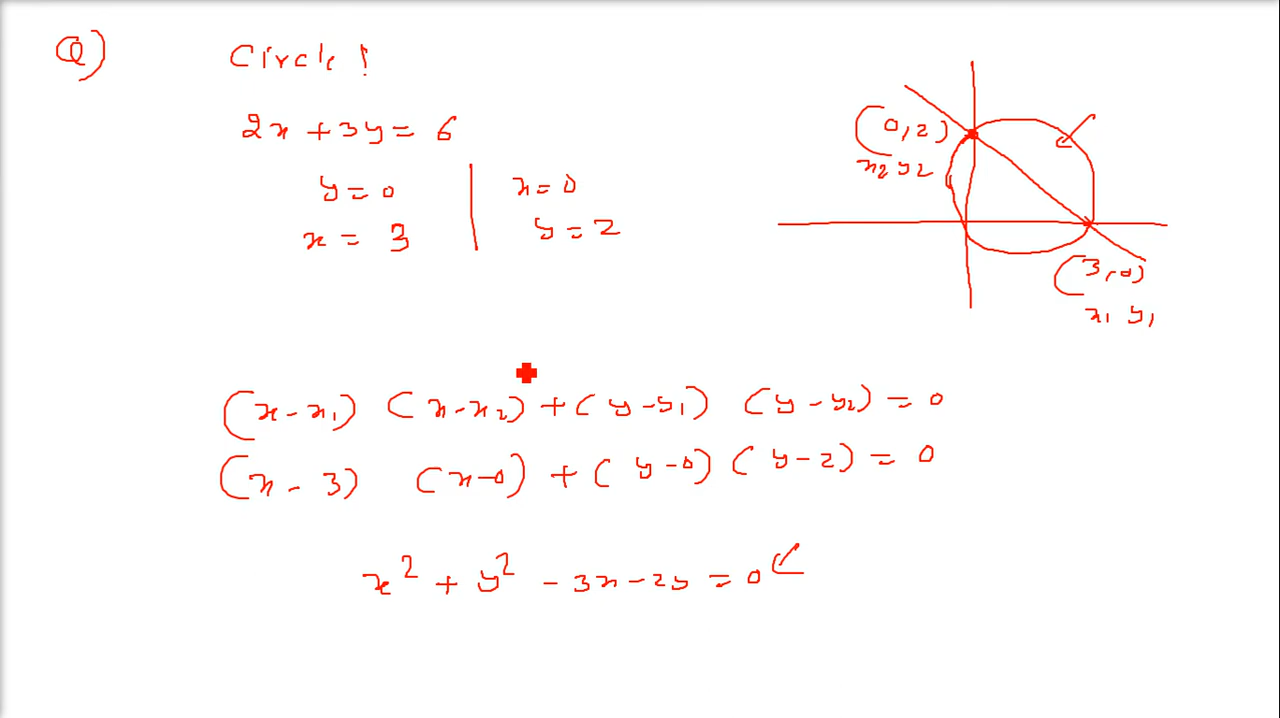 Q) Circle!
2x + 3y = 6
y = 0 | x = 0
x = 3 | y = 2
(0, 2)
x2 y2
(3, 0)
x1 y1
(x - x1) (x - x2) + (y - y1) (y - y2) = 0
(x - 3) (x - 0) + (y - 0) (y - 2) = 0
x² + y² - 3x - 2y = 0